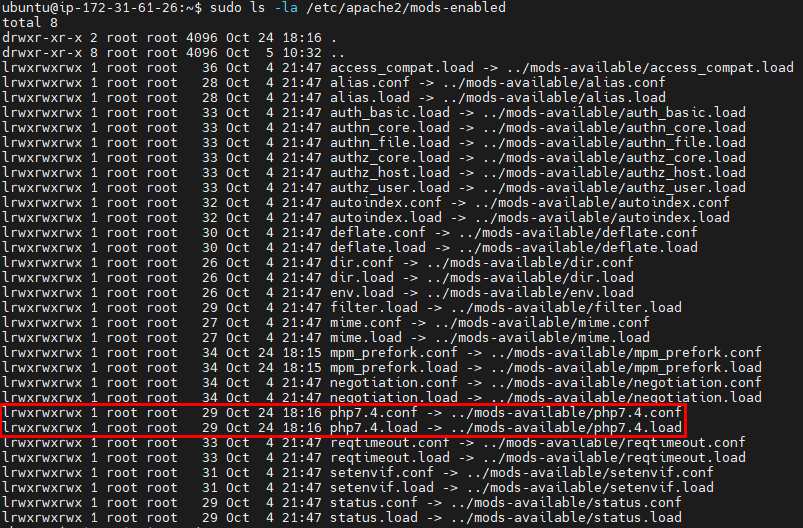 ubuntu@ip-172-31-61-26:~$ sudo ls -la /etc/apache2/mods-enabled
total 8
drwxr-xr-x 2 root root 4096 Oct 24 18:16 .
drwxr-xr-x 8 root root 4096 Oct  5 10:32 ..
lrwxrwxrwx 1 root root   36 Oct  4 21:47 access_compat.load -> ../mods-available/access_compat.load
lrwxrwxrwx 1 root root   28 Oct  4 21:47 alias.conf -> ../mods-available/alias.conf
lrwxrwxrwx 1 root root   28 Oct  4 21:47 alias.load -> ../mods-available/alias.load
lrwxrwxrwx 1 root root   33 Oct  4 21:47 auth_basic.load -> ../mods-available/auth_basic.load
lrwxrwxrwx 1 root root   33 Oct  4 21:47 authn_core.load -> ../mods-available/authn_core.load
lrwxrwxrwx 1 root root   33 Oct  4 21:47 authn_file.load -> ../mods-available/authn_file.load
lrwxrwxrwx 1 root root   33 Oct  4 21:47 authz_core.load -> ../mods-available/authz_core.load
lrwxrwxrwx 1 root root   33 Oct  4 21:47 authz_host.load -> ../mods-available/authz_host.load
lrwxrwxrwx 1 root root   33 Oct  4 21:47 authz_user.load -> ../mods-available/authz_user.load
lrwxrwxrwx 1 root root   32 Oct  4 21:47 autoindex.conf -> ../mods-available/autoindex.conf
lrwxrwxrwx 1 root root   32 Oct  4 21:47 autoindex.load -> ../mods-available/autoindex.load
lrwxrwxrwx 1 root root   30 Oct  4 21:47 deflate.conf -> ../mods-available/deflate.conf
lrwxrwxrwx 1 root root   30 Oct  4 21:47 deflate.load -> ../mods-available/deflate.load
lrwxrwxrwx 1 root root   26 Oct  4 21:47 dir.conf -> ../mods-available/dir.conf
lrwxrwxrwx 1 root root   26 Oct  4 21:47 dir.load -> ../mods-available/dir.load
lrwxrwxrwx 1 root root   26 Oct  4 21:47 env.load -> ../mods-available/env.load
lrwxrwxrwx 1 root root   29 Oct  4 21:47 filter.load -> ../mods-available/filter.load
lrwxrwxrwx 1 root root   27 Oct  4 21:47 mime.conf -> ../mods-available/mime.conf
lrwxrwxrwx 1 root root   27 Oct  4 21:47 mime.load -> ../mods-available/mime.load
lrwxrwxrwx 1 root root   34 Oct 24 18:15 mpm_prefork.conf -> ../mods-available/mpm_prefork.conf
lrwxrwxrwx 1 root root   34 Oct 24 18:15 mpm_prefork.load -> ../mods-available/mpm_prefork.load
lrwxrwxrwx 1 root root   34 Oct  4 21:47 negotiation.conf -> ../mods-available/negotiation.conf
lrwxrwxrwx 1 root root   34 Oct  4 21:47 negotiation.load -> ../mods-available/negotiation.load
lrwxrwxrwx 1 root root   29 Oct 24 18:16 php7.4.conf -> ../mods-available/php7.4.conf
lrwxrwxrwx 1 root root   29 Oct 24 18:16 php7.4.load -> ../mods-available/php7.4.load
lrwxrwxrwx 1 root root   33 Oct  4 21:47 reqtimeout.conf -> ../mods-available/reqtimeout.conf
lrwxrwxrwx 1 root root   33 Oct  4 21:47 reqtimeout.load -> ../mods-available/reqtimeout.load
lrwxrwxrwx 1 root root   31 Oct  4 21:47 setenvif.conf -> ../mods-available/setenvif.conf
lrwxrwxrwx 1 root root   31 Oct  4 21:47 setenvif.load -> ../mods-available/setenvif.load
lrwxrwxrwx 1 root root   29 Oct  4 21:47 status.conf -> ../mods-available/status.conf
lrwxrwxrwx 1 root root   29 Oct  4 21:47 status.load -> ../mods-available/status.load